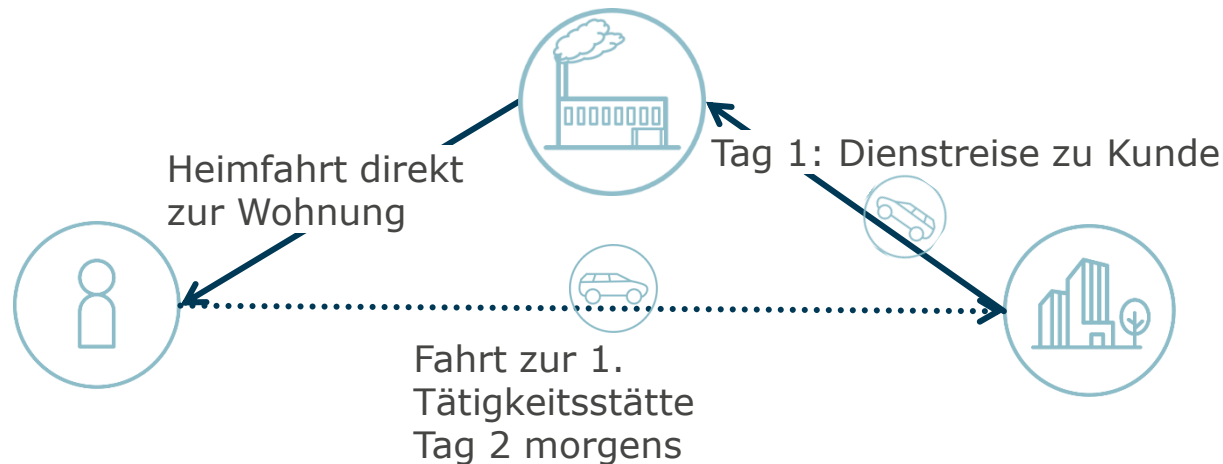 Tag 1: Dienstreise zu Kunde
Heimfahrt direkt
zur Wohnung
Fahrt zur 1.
Tätigkeitsstätte
Tag 2 morgens